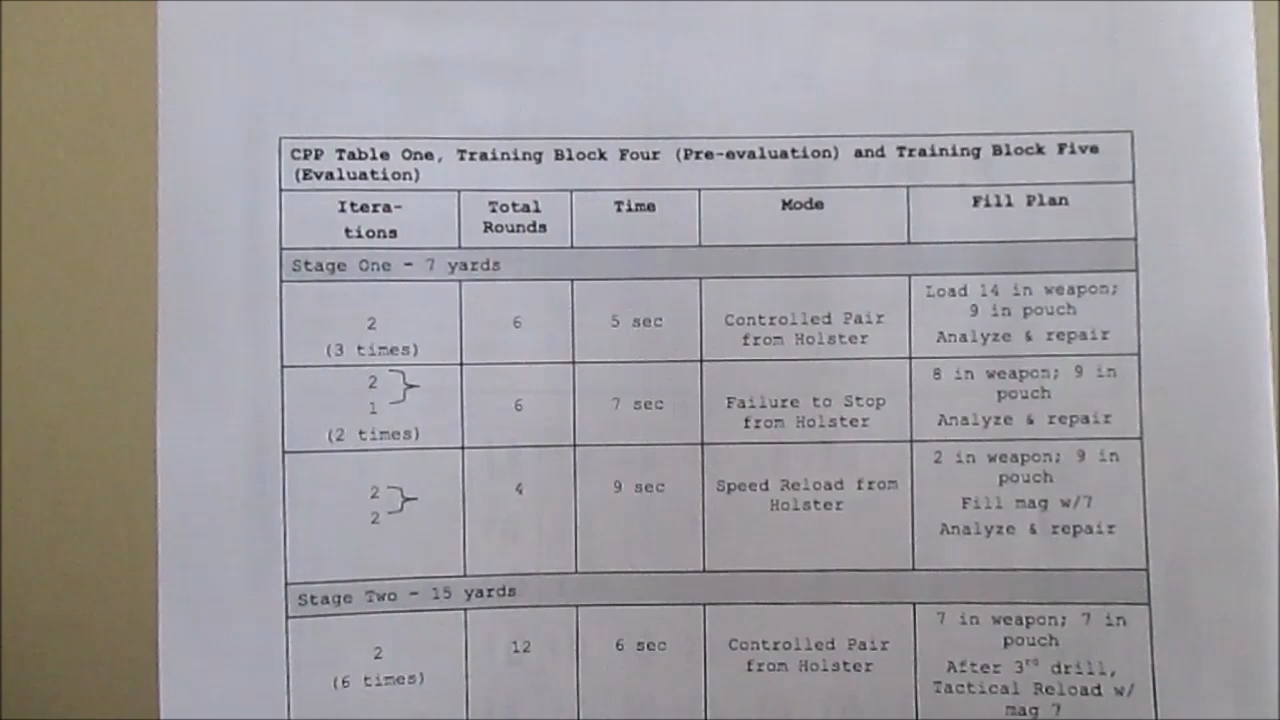 CPP Table One, Training Block Four (Pre-evaluation) and Training Block Five
(Evaluation)
Itera-
tions
Total
Rounds
Time
Mode
Fill Plan
Stage One - 7 yards
2
(3 times)
6
5 sec
Controlled Pair
from Holster
Load 14 in weapon;
9 in pouch
Analyze & repair
2
1
(2 times)
6
7 sec
Failure to Stop
from Holster
8 in weapon; 9 in
pouch
Analyze & repair
2
2
4
9 sec
Speed Reload from
Holster
2 in weapon; 9 in
pouch
Fill mag w/7
Analyze & repair
Stage Two - 15 yards
2
(6 times)
12
6 sec
Controlled Pair
from Holster
7 in weapon; 7 in
pouch
After 3rd drill,
Tactical Reload w/
mag 7